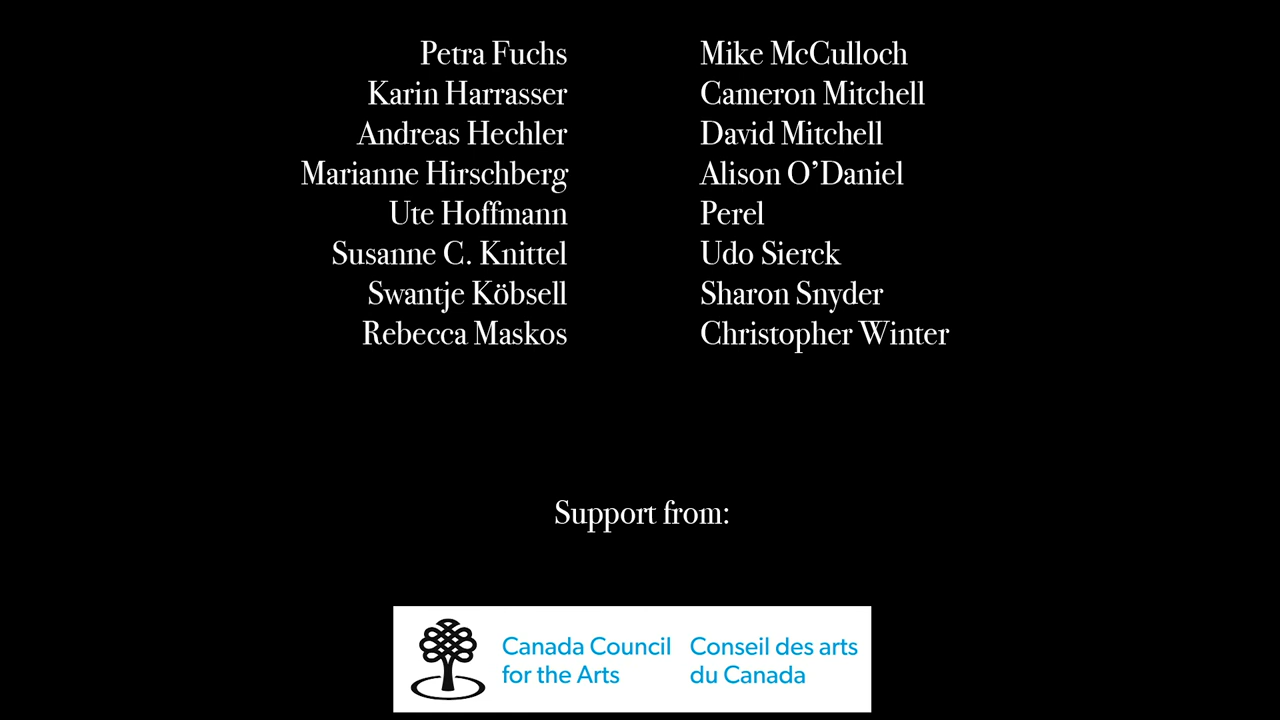 Petra Fuchs
Karin Harrasser
Andreas Hechler
Marianne Hirschberg
Ute Hoffmann
Susanne C. Knittel
Swantje Köbsell
Rebecca Maskos
Mike McCulloch
Cameron Mitchell
David Mitchell
Alison O’Daniel
Perel
Udo Sierck
Sharon Snyder
Christopher Winter
Support from:
Canada Council
for the Arts
Conseil des arts
du Canada